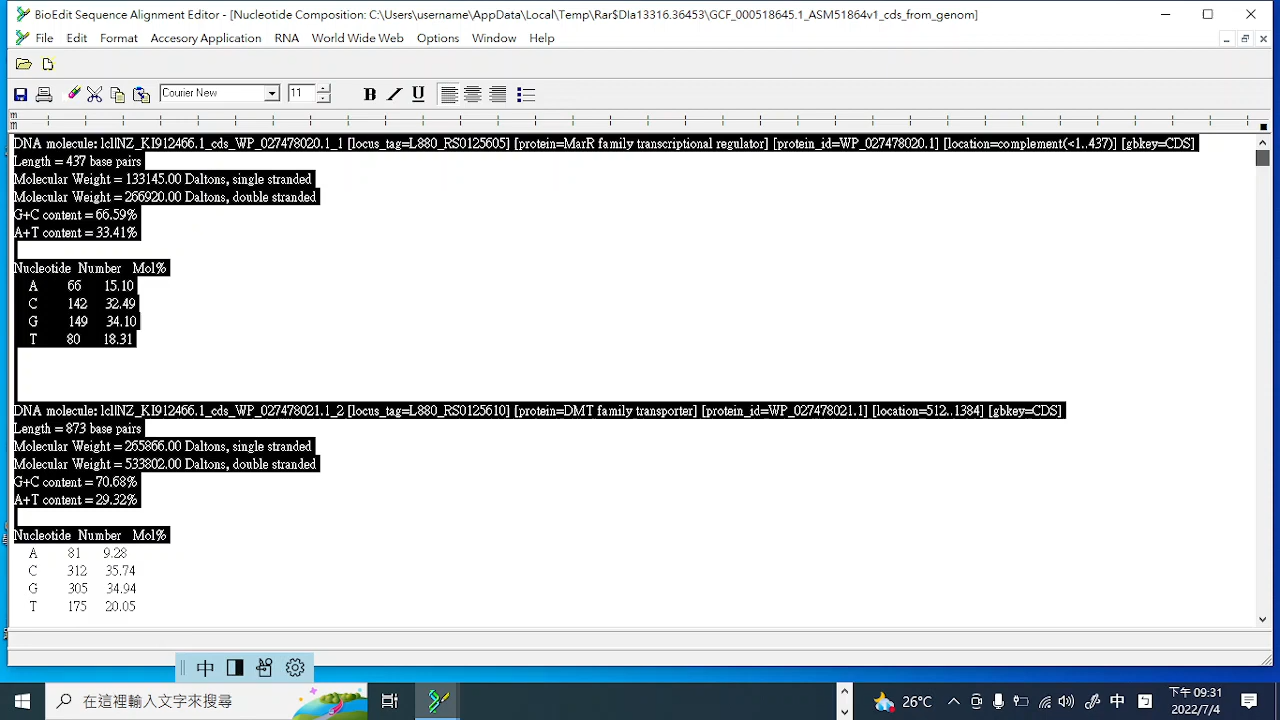 BioEdit Sequence Alignment Editor - [Nucleotide Composition: C:\Users\username\AppData\Local\Temp\Rar$DIa13316.36453\GCF_000518645.1_ASM51864v1_cds_from_genom]
File Edit Format Accesory Application RNA World Wide Web Options Window Help
Courier New 11 B I U
DNA molecule: lcl|NZ_KI912466.1_cds_WP_027478020.1_1 [locus_tag=L880_RS0125605] [protein=MarR family transcriptional regulator] [protein_id=WP_027478020.1] [location=complement(<1..437)] [gbkey=CDS]
Length = 437 base pairs
Molecular Weight = 133145.00 Daltons, single stranded
Molecular Weight = 266920.00 Daltons, double stranded
G+C content = 66.59%
A+T content = 33.41%
Nucleotide Number Mol%
A 66 15.10
C 142 32.49
G 149 34.10
T 80 18.31
DNA molecule: lcl|NZ_KI912466.1_cds_WP_027478021.1_2 [locus_tag=L880_RS0125610] [protein=DMT family transporter] [protein_id=WP_027478021.1] [location=512..1384] [gbkey=CDS]
Length = 873 base pairs
Molecular Weight = 265866.00 Daltons, single stranded
Molecular Weight = 533802.00 Daltons, double stranded
G+C content = 70.68%
A+T content = 29.32%
Nucleotide Number Mol%
A 81 9.28
C 312 35.74
G 305 34.94
T 175 20.05
中
在這裡輸入文字來搜尋 26°C 中 下午 09:31
2022/7/4